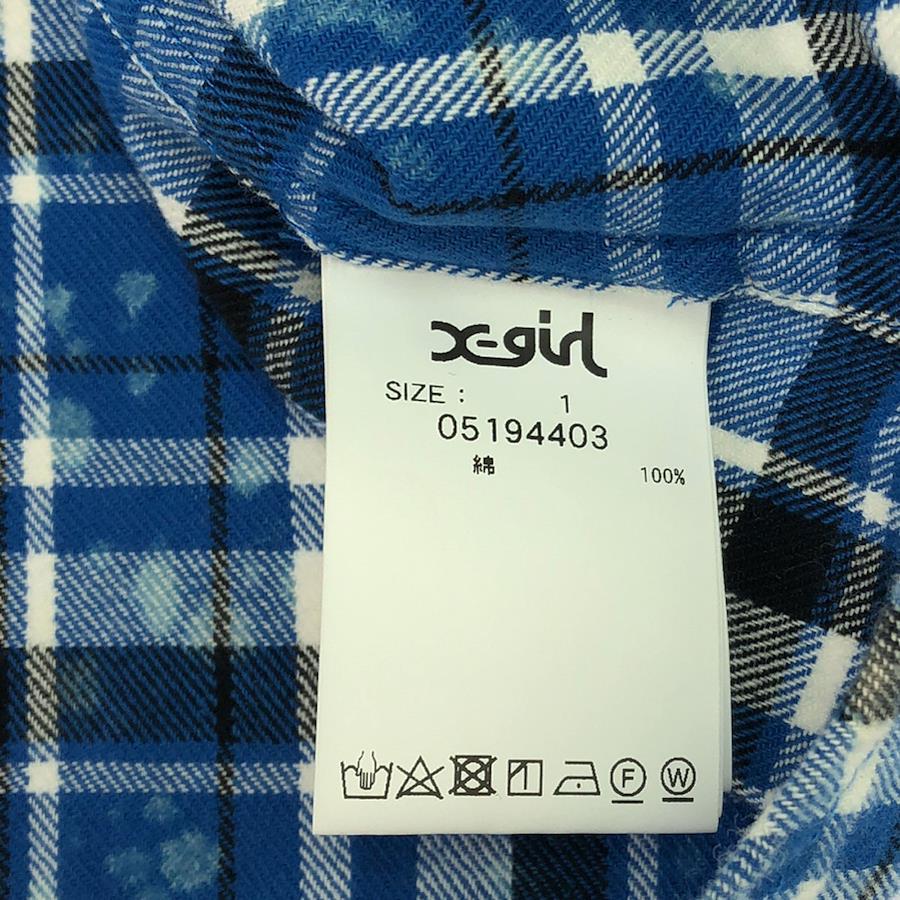 X-girl
SIZE : 1
05194403
綿 100%
F W